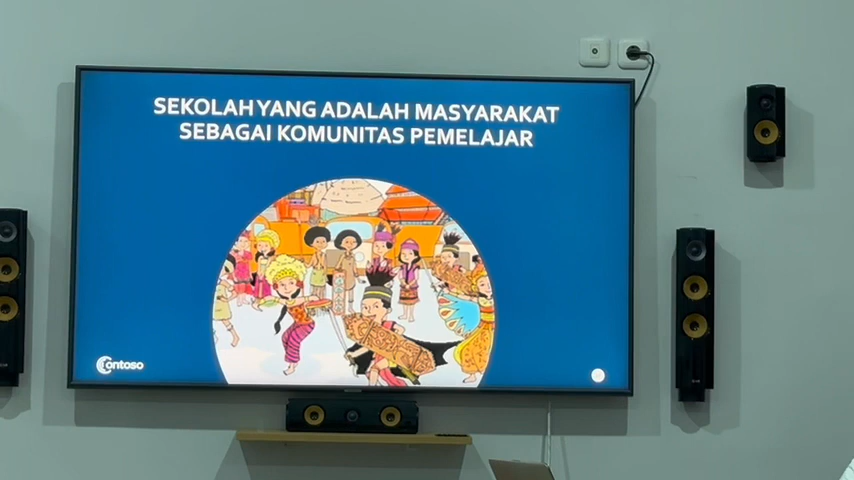 SEKOLAH YANG ADALAH MASYARAKAT
SEBAGAI KOMUNITAS PEMELAJAR
Contoso